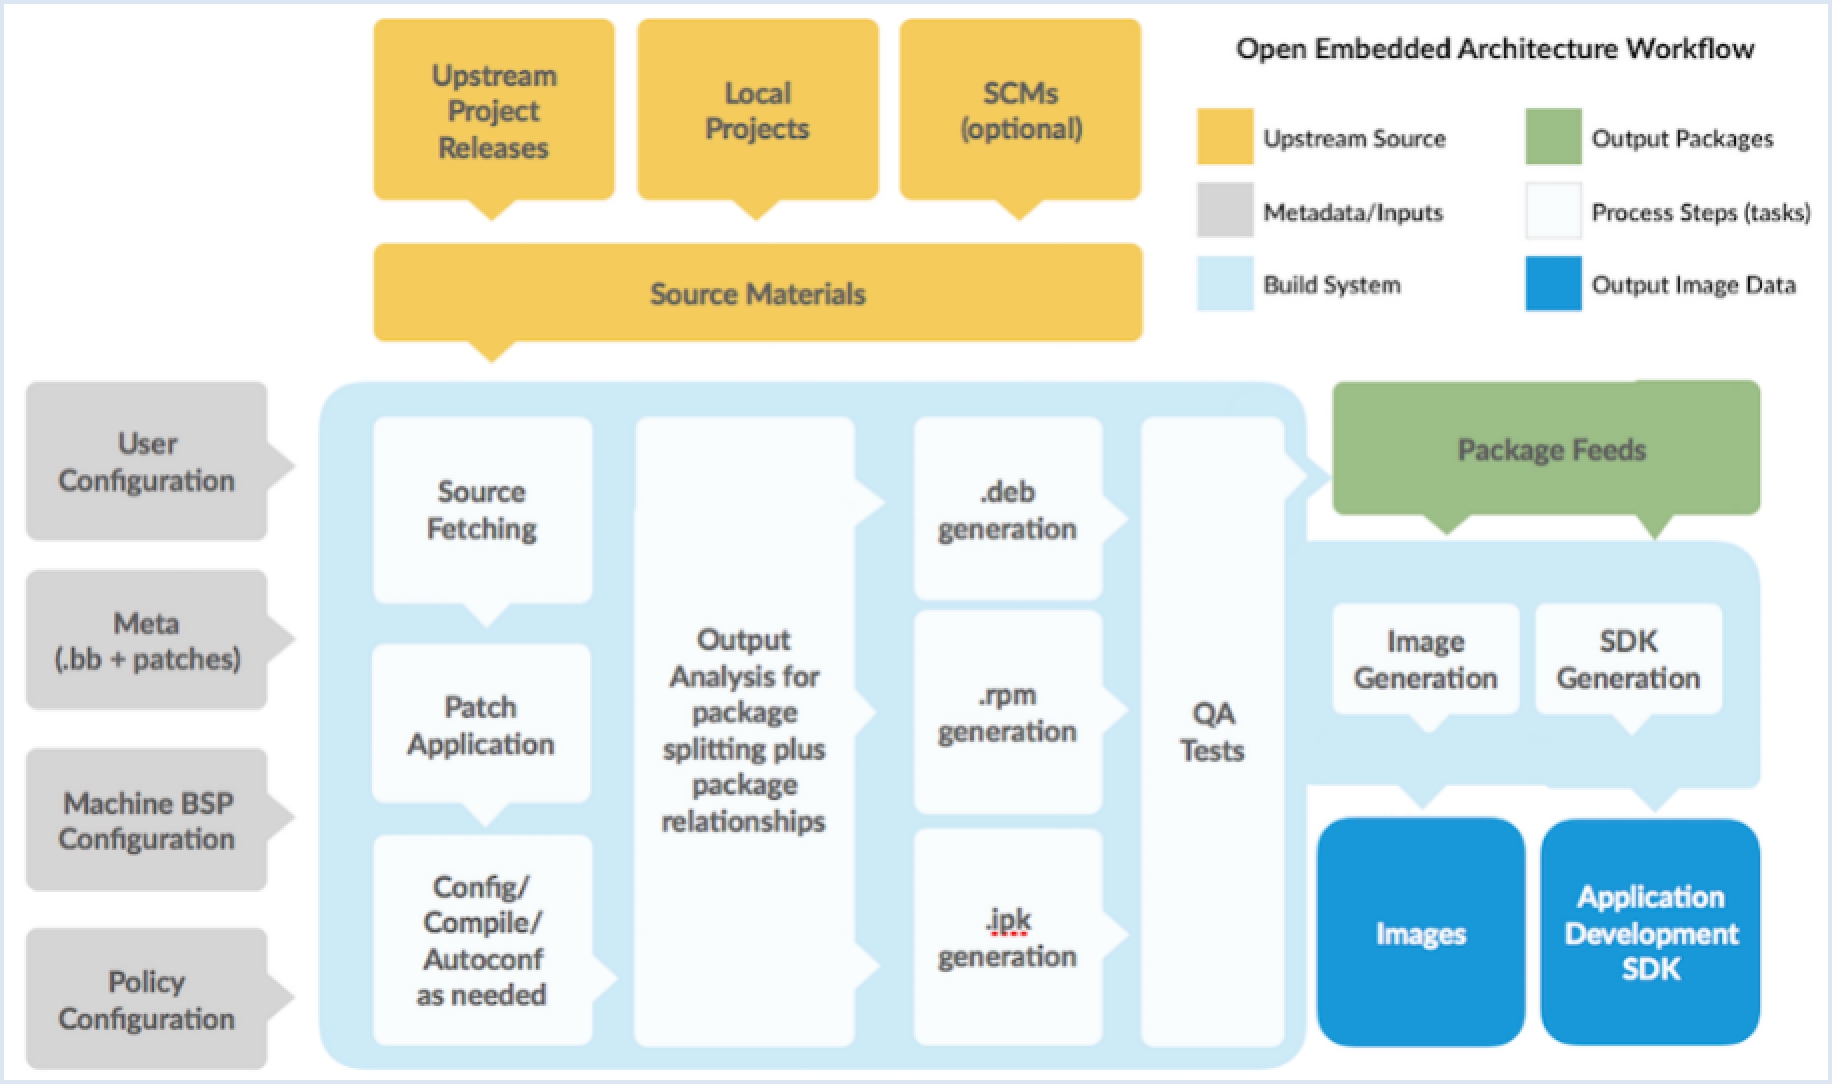 Upstream
Project
Releases
Local
Projects
SCMs
(optional)
Open Embedded Architecture Workflow
Upstream Source
Output Packages
Metadata/Inputs
Process Steps (tasks)
Build System
Output Image Data
Source Materials
User
Configuration
Meta
(.bb + patches)
Machine BSP
Configuration
Policy
Configuration
Source
Fetching
Patch
Application
Config/
Compile/
Autoconf
as needed
Output
Analysis for
package
splitting plus
package
relationships
.deb
generation
.rpm
generation
.ipk
generation
QA
Tests
Package Feeds
Image
Generation
SDK
Generation
Images
Application
Development
SDK